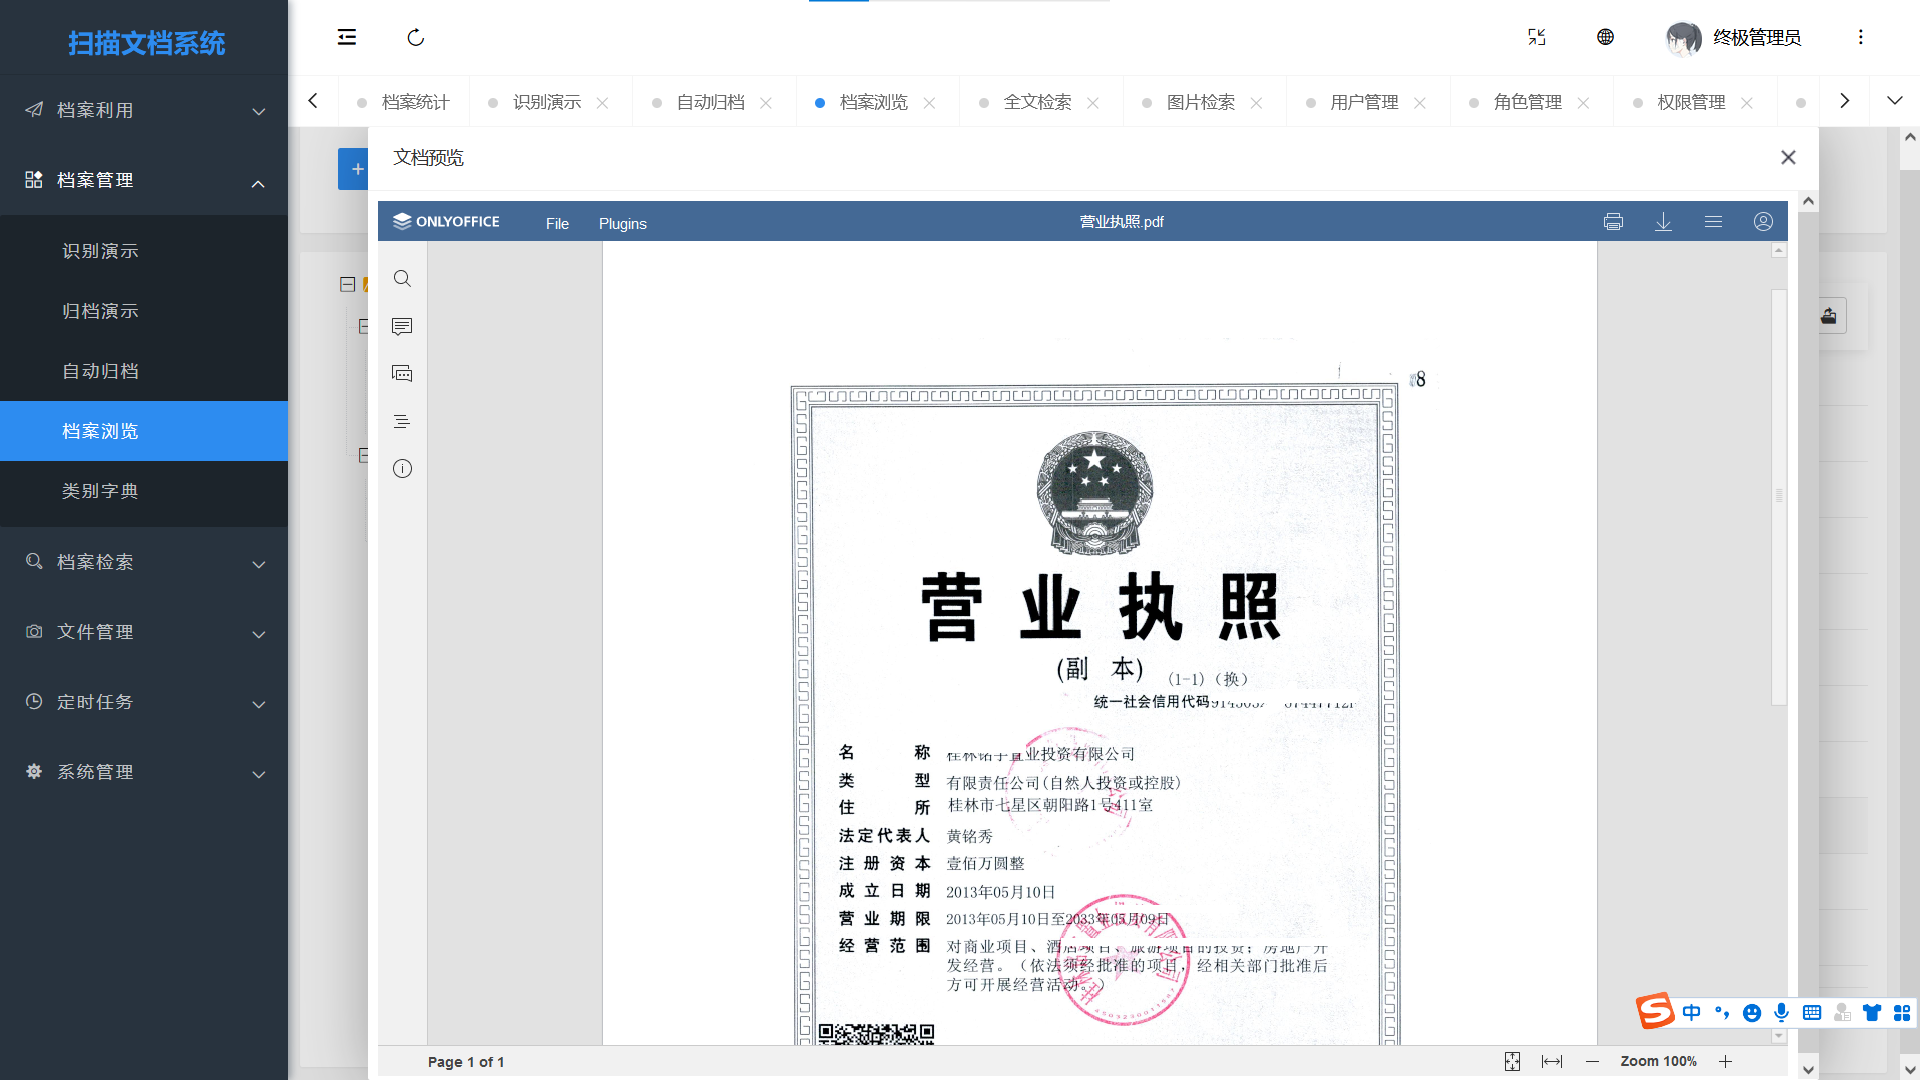 扫描文档系统
终极管理员
档案利用
档案管理
识别演示
归档演示
自动归档
档案浏览
类别字典
档案检索
文件管理
定时任务
系统管理
档案统计
识别演示
自动归档
档案浏览
全文检索
图片检索
用户管理
角色管理
权限管理
文档预览
ONLYOFFICE
File
Plugins
营业执照.pdf
8
营业执照
(副 本)
(1-1)(换)
统一社会信用代码
名 称 业投资有限公司
类 型 有限责任公司(自然人投资或控股)
住 所 桂林市七星区朝阳路1号411室
法定代表人 黄铭秀
注册资本 壹佰万圆整
成立日期 2013年05月10日
营业期限 2013年05月10日至2033年05月09日
经营范围 对商业项目、酒店项目、旅游项目的投资；房地产开
发经营。（依法须经批准的项目，经相关部门批准后
方可开展经营活动。）
Page 1 of 1
Zoom 100%
中